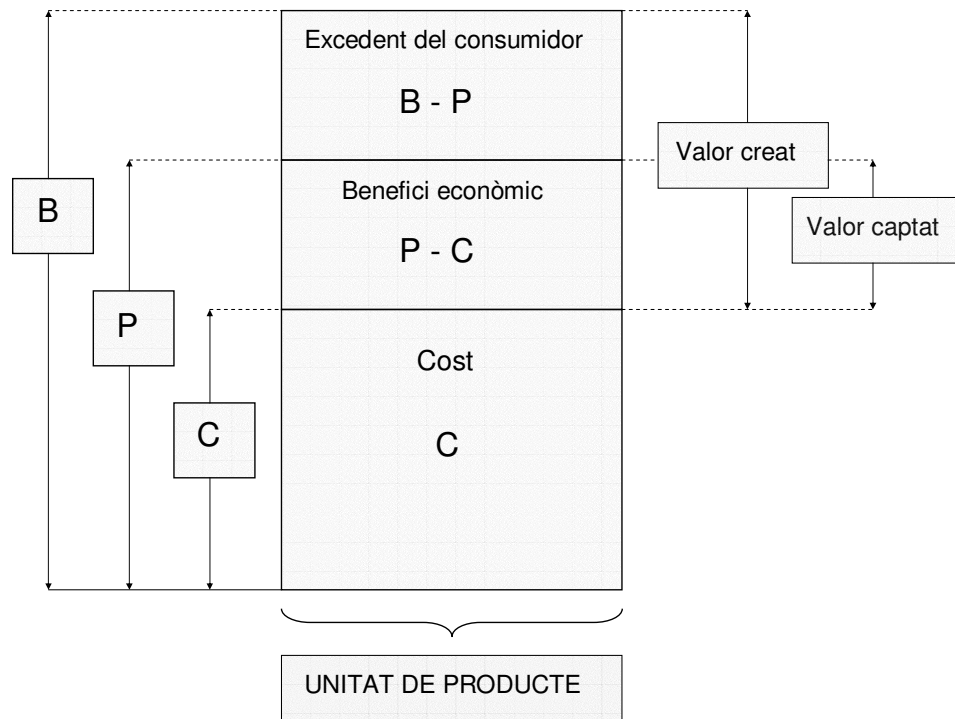 Excedent del consumidor
B - P
Valor creat
B
Benefici econòmic
Valor captat
P - C
P
Cost
C
C
UNITAT DE PRODUCTE